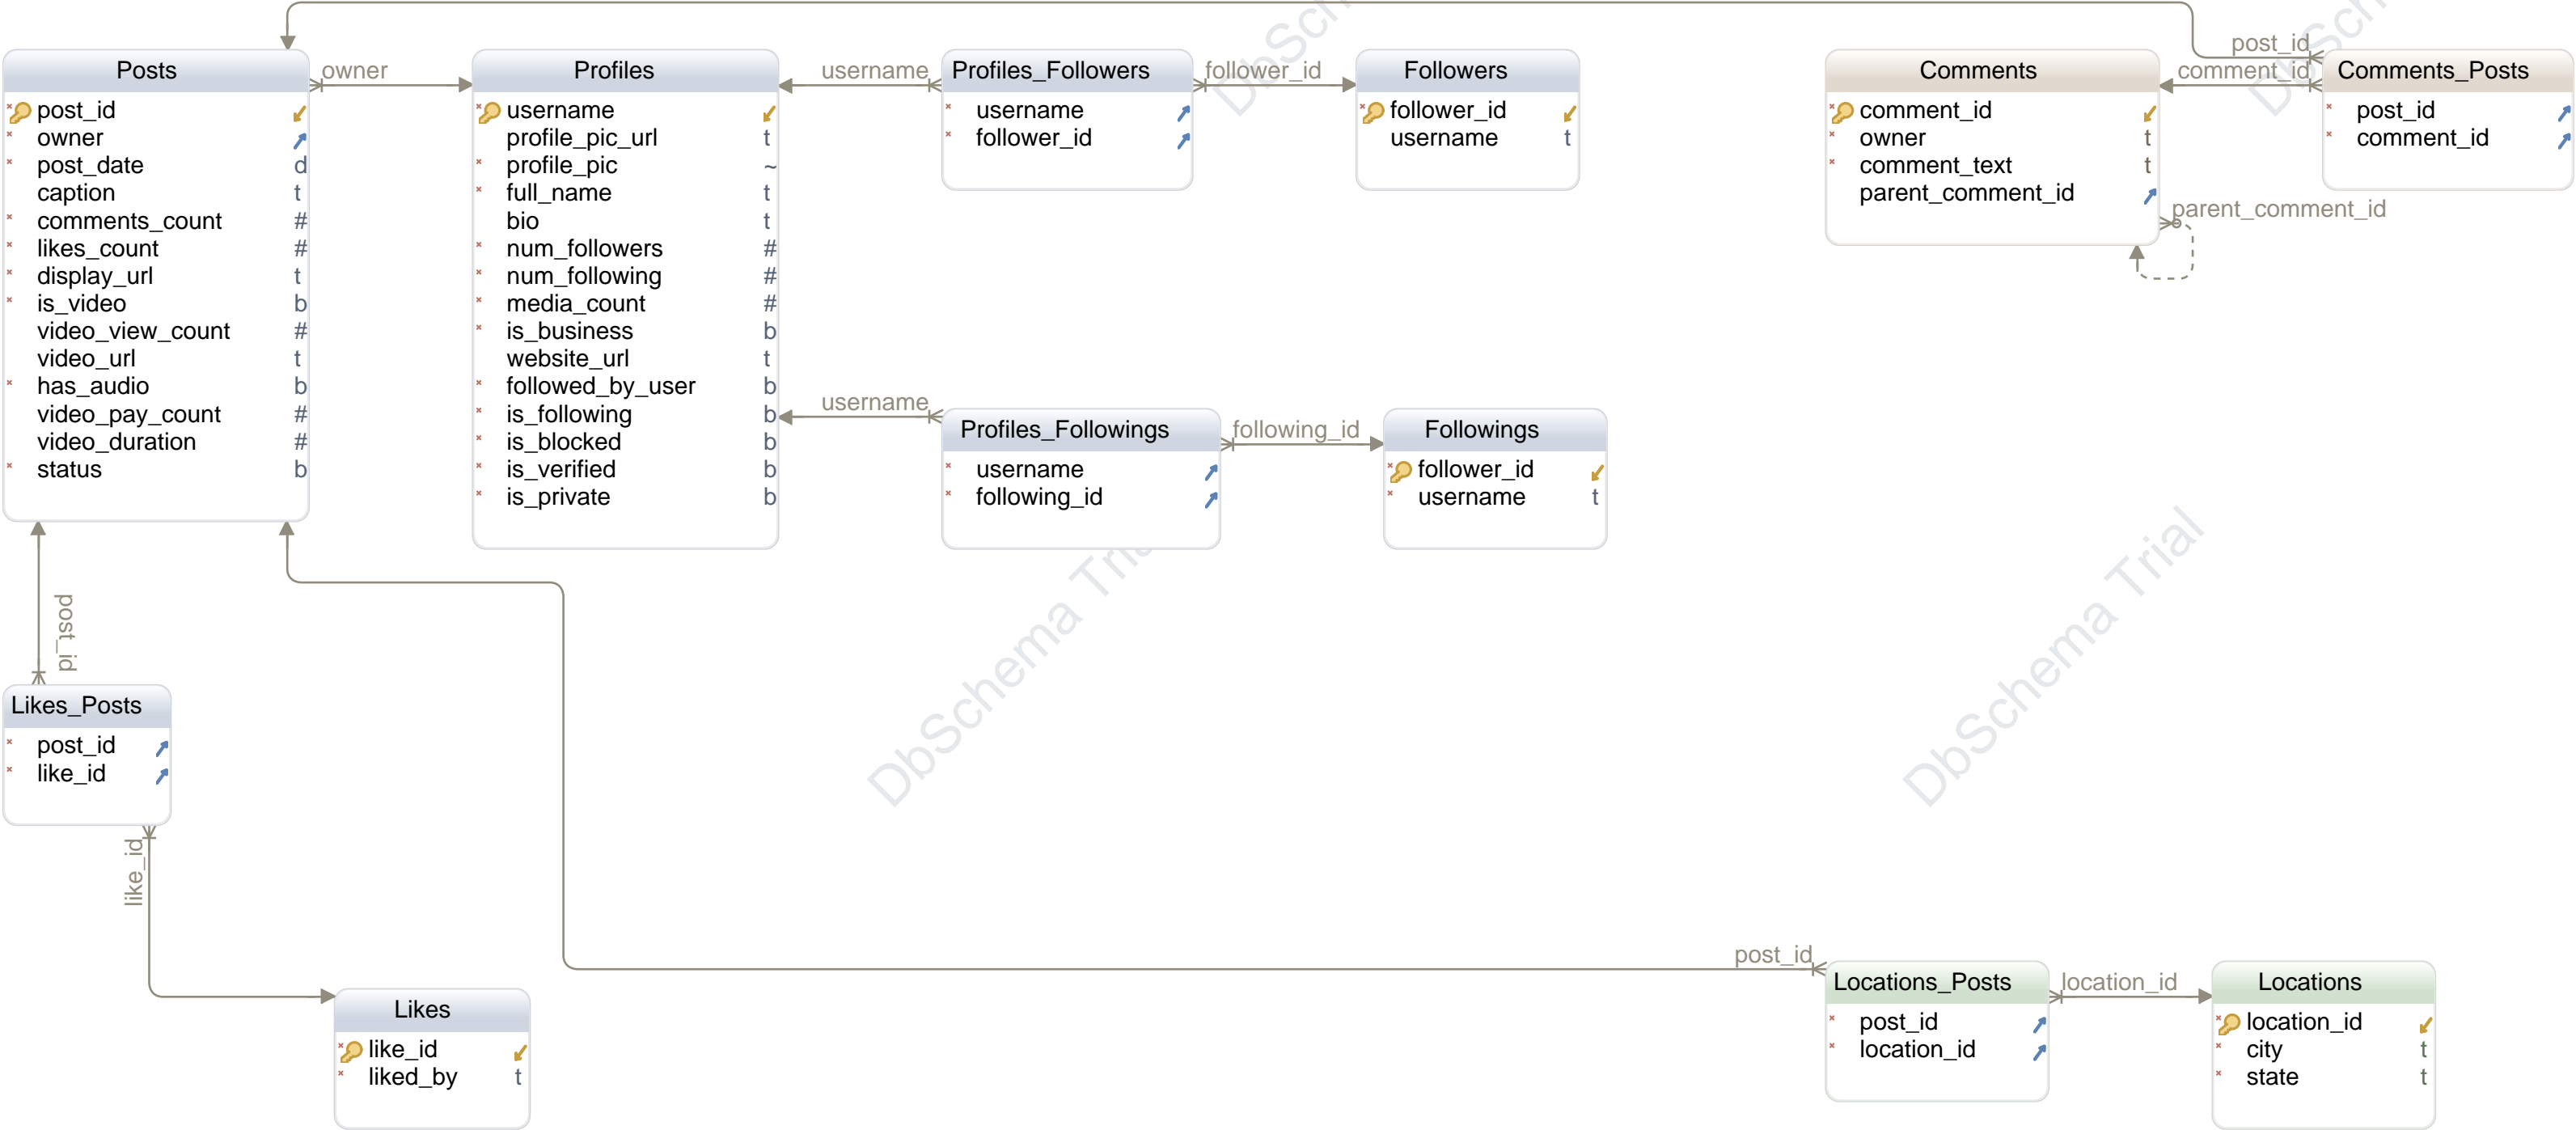 Posts
post_id
owner
post_date d
caption t
comments_count #
likes_count #
display_url t
is_video b
video_view_count #
video_url t
has_audio b
video_pay_count #
video_duration #
status b
owner
Profiles
username
profile_pic_url t
profile_pic ~
full_name t
bio t
num_followers #
num_following #
media_count #
is_business b
website_url t
followed_by_user b
is_following b
is_blocked b
is_verified b
is_private b
username
Profiles_Followers
username
follower_id
follower_id
Followers
follower_id
username t
username
Profiles_Followings
username
following_id
following_id
Followings
follower_id
username t
Comments
comment_id
owner t
comment_text t
parent_comment_id
parent_comment_id
post_id
comment_id
Comments_Posts
post_id
comment_id
post_id
Likes_Posts
post_id
like_id
like_id
Likes
like_id
liked_by t
post_id
Locations_Posts
post_id
location_id
location_id
Locations
location_id
city t
state t
DbSch
DbSch
DbSchema Tria
DbSchema Trial